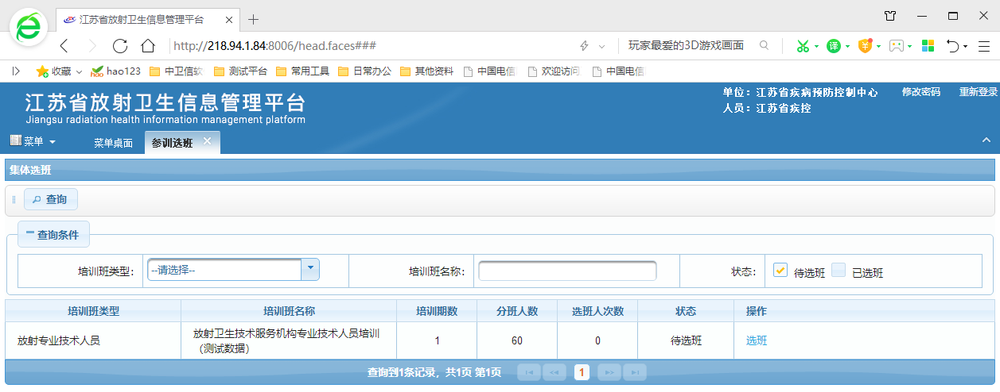 江苏省放射卫生信息管理平台
http://218.94.1.84:8006/head.faces###
玩家最爱的3D游戏画面
译
收藏
hao123
中卫信软
测试平台
常用工具
日常办公
其他资料
中国电信
欢迎访问
中国电信
江苏省放射卫生信息管理平台
Jiangsu radiation health information management platform
单位：江苏省疾病预防控制中心
修改密码
重新登录
人员：江苏省疾控
菜单
菜单桌面
参训选班
集体选班
查询
查询条件
培训班类型：
--请选择--
培训班名称：
状态：
待选班
已选班
培训班类型 培训班名称 培训期数 分班人数 选班人次数 状态 操作
放射专业技术人员 放射卫生技术服务机构专业技术人员培训 1 60 0 待选班 选班
（测试数据）
查询到1条记录，共1页 第1页
1